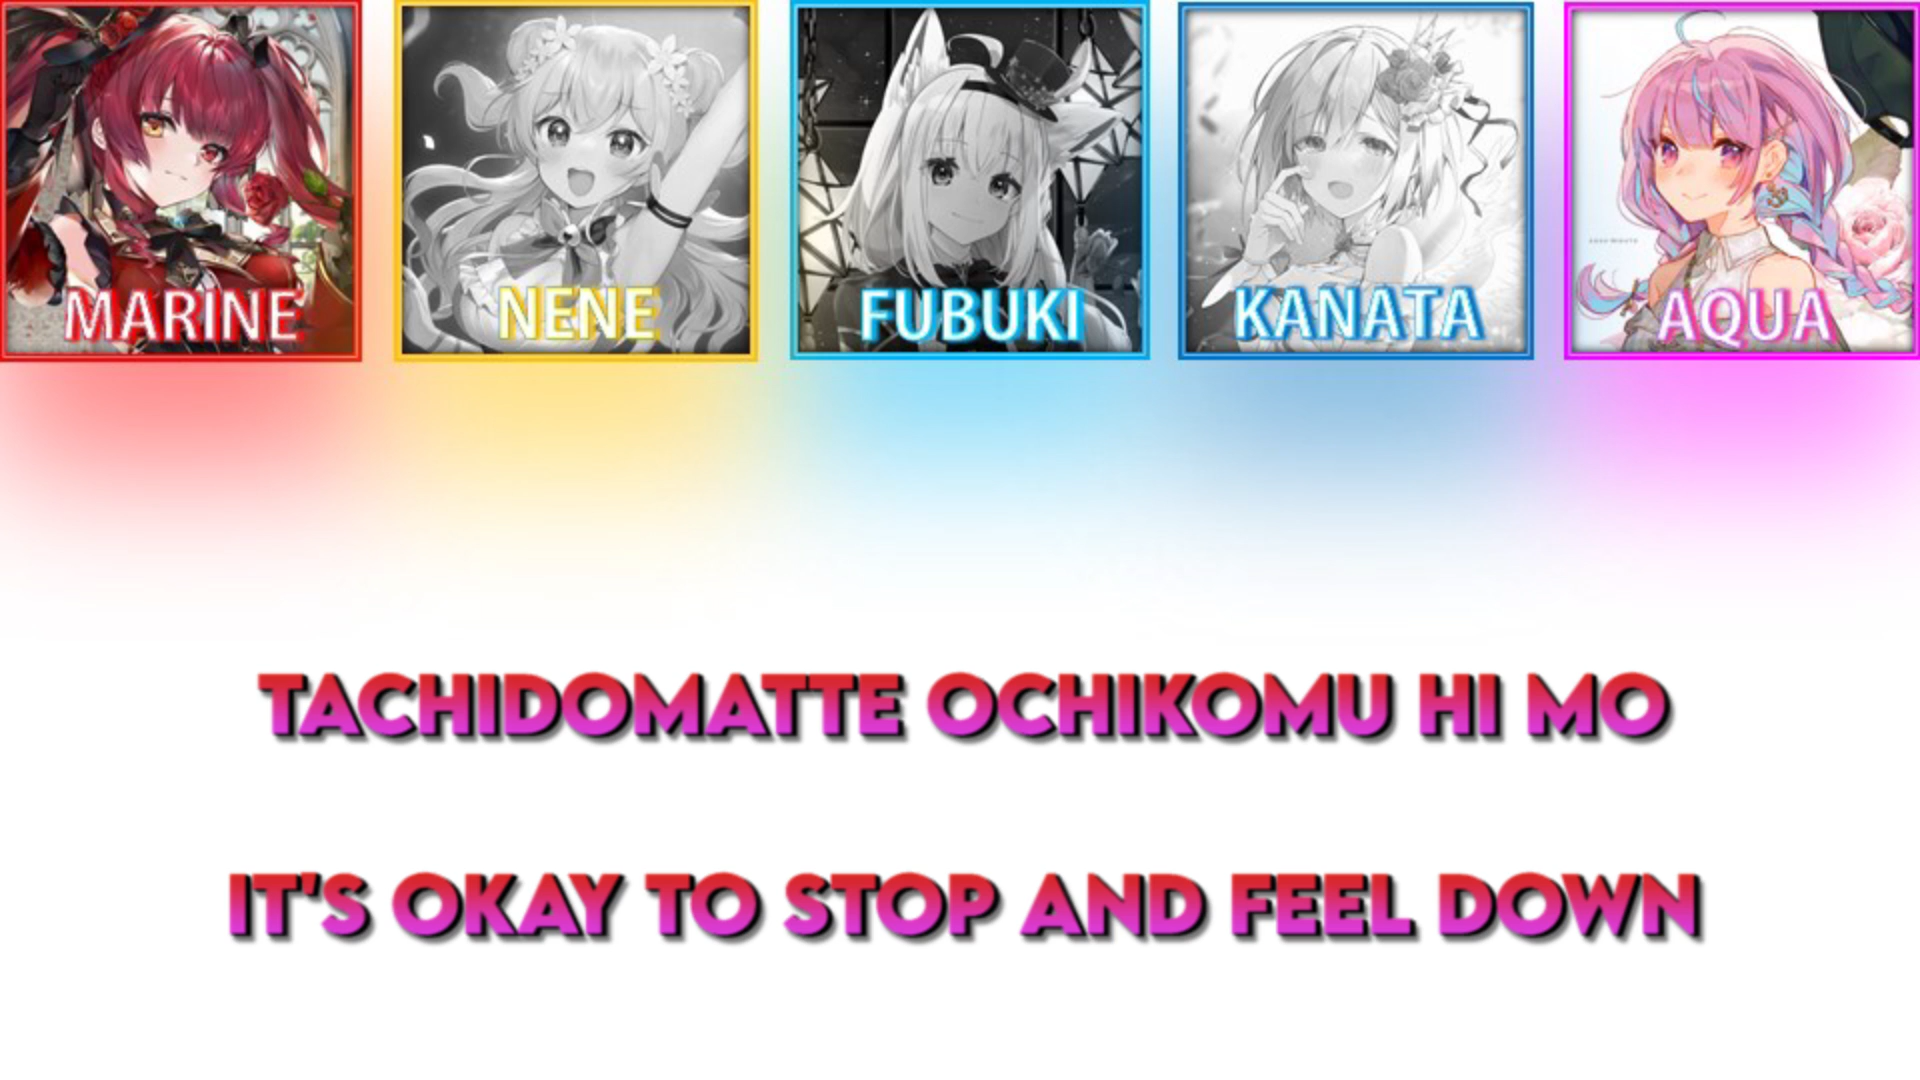 MARINE
NENE
FUBUKI
KANATA
AQUA
TACHIDOMATTE OCHIKOMU HI MO
IT'S OKAY TO STOP AND FEEL DOWN